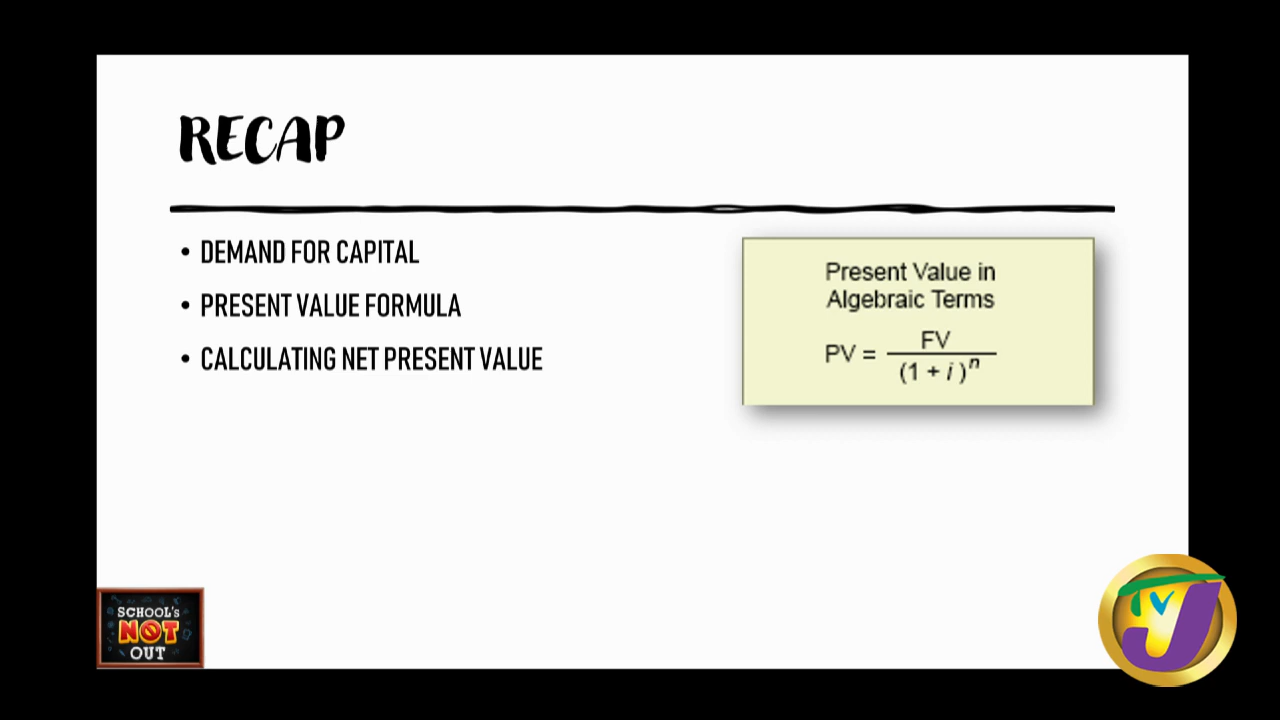 RECAP
• DEMAND FOR CAPITAL
• PRESENT VALUE FORMULA
• CALCULATING NET PRESENT VALUE
Present Value in
Algebraic Terms
PV = FV / (1 + i)^n
SCHOOL'S
NOT
OUT
TVJ